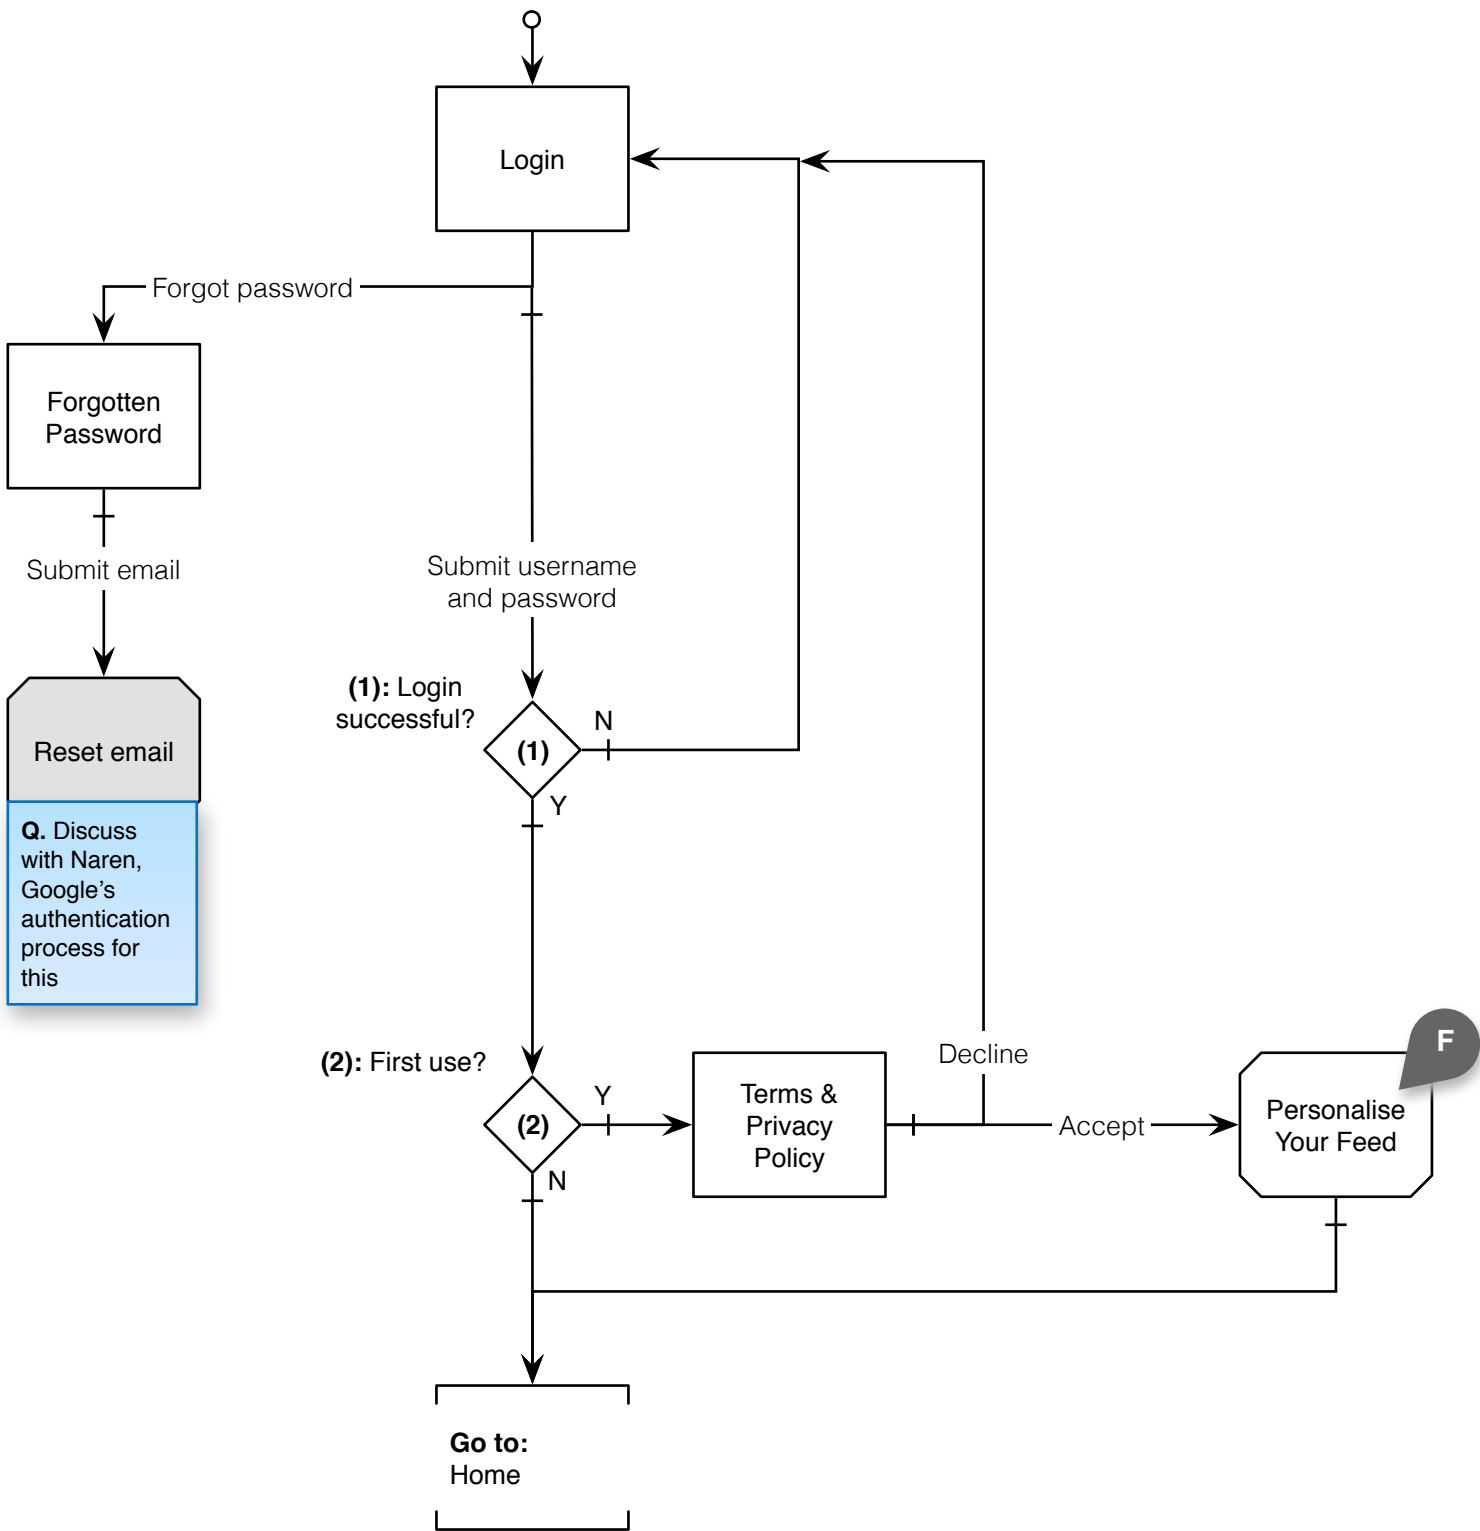 Login
Forgot password
Forgotten
Password
Submit email
Submit username
and password
(1): Login
successful?
(1)
N
Y
Reset email
Q. Discuss
with Naren,
Google’s
authentication
process for
this
(2): First use?
(2)
Y
N
Terms &
Privacy
Policy
Decline
Accept
F
Personalise
Your Feed
Go to:
Home